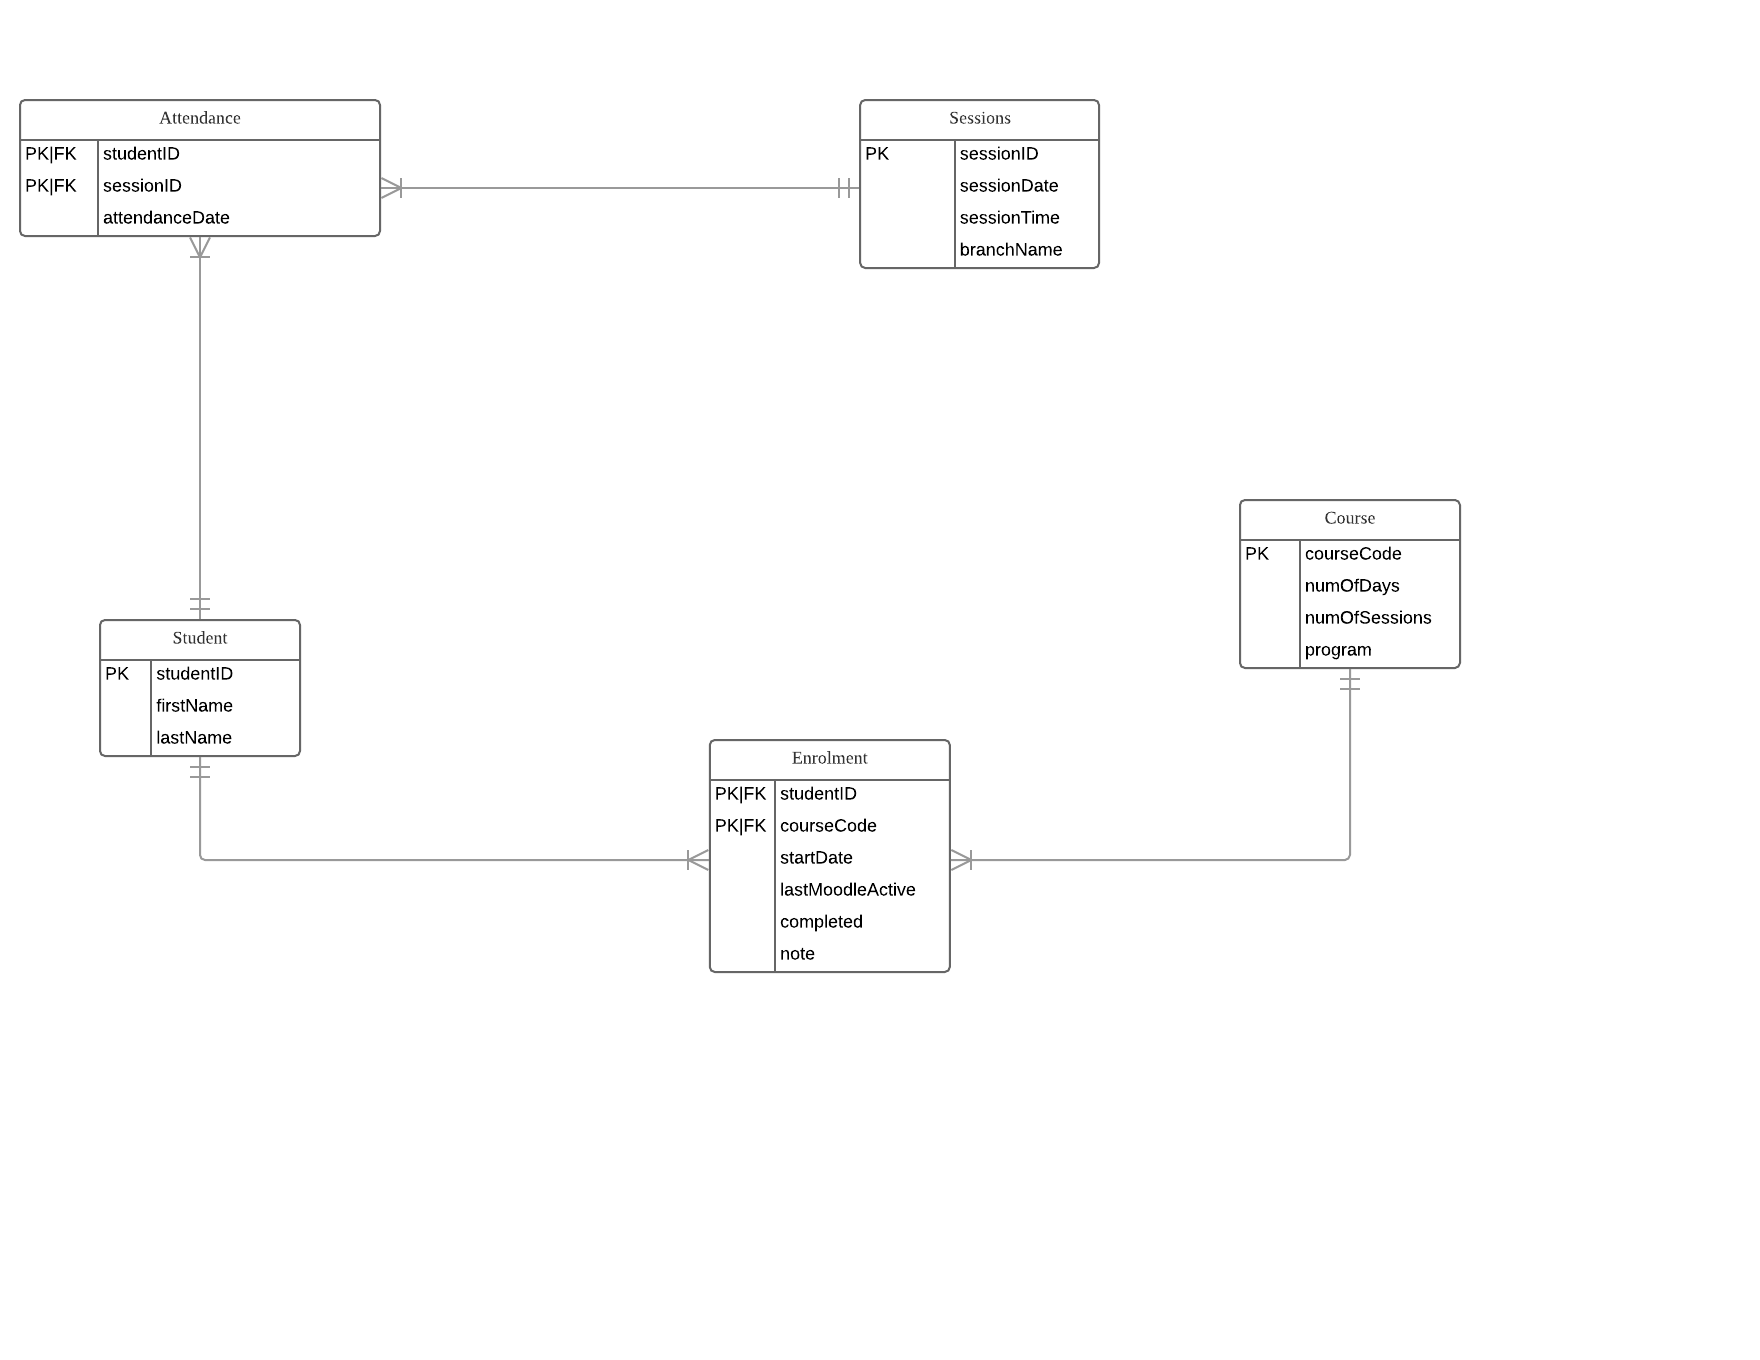 Attendance
PK|FK studentID
PK|FK sessionID
attendanceDate
Sessions
PK sessionID
sessionDate
sessionTime
branchName
Course
PK courseCode
numOfDays
numOfSessions
program
Student
PK studentID
firstName
lastName
Enrolment
PK|FK studentID
PK|FK courseCode
startDate
lastMoodleActive
completed
note